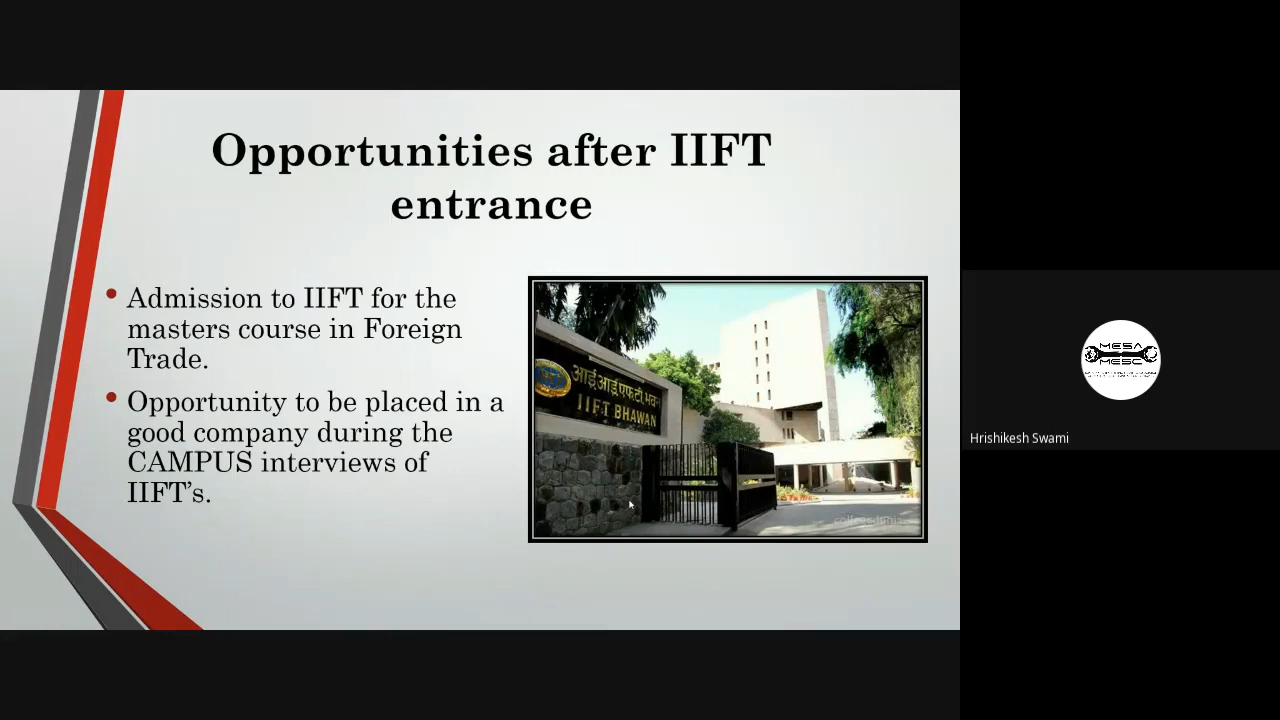 Opportunities after IIFT
entrance
Admission to IIFT for the
masters course in Foreign
Trade.
Opportunity to be placed in a
good company during the
CAMPUS interviews of
IIFT’s.
आईआईएफटी भवन
IIFT BHAWAN
MESA
MESC
Hrishikesh Swami